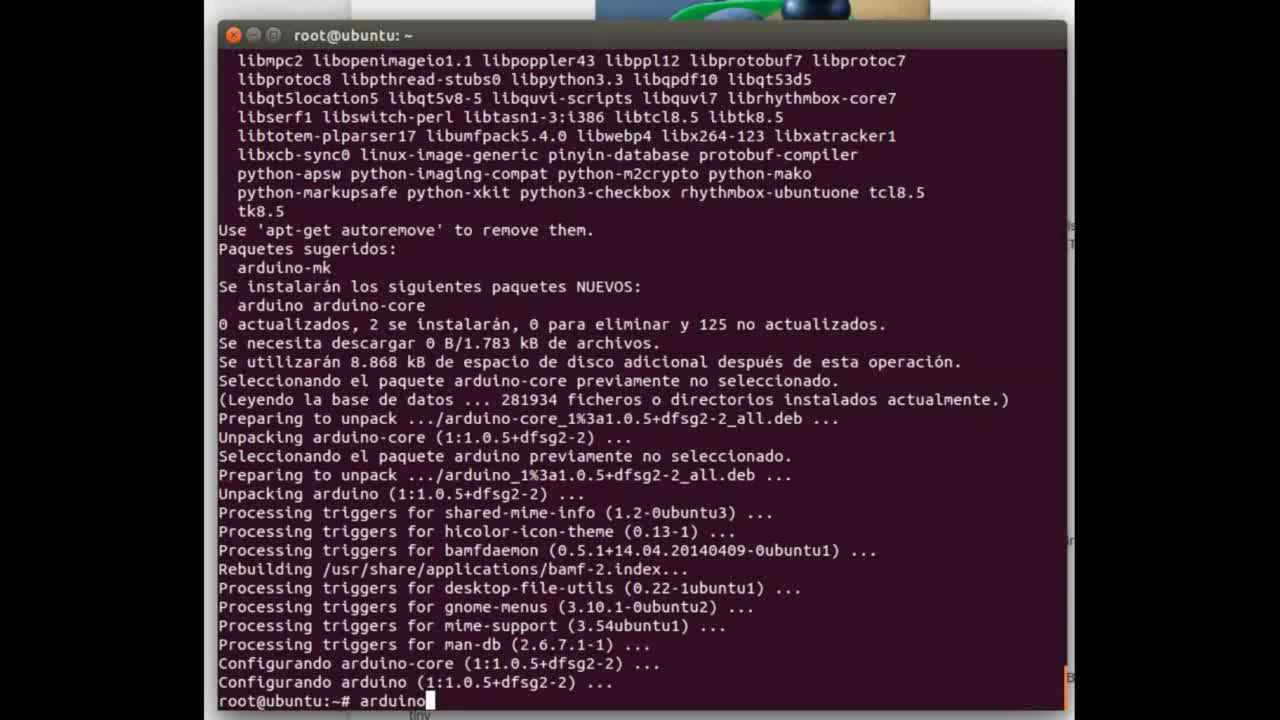 root@ubuntu: ~
libmpc2 libopenimageio1.1 libpoppler43 libppl12 libprotobuf7 libprotoc7
libprotoc8 libpthread-stubs0 libpython3.3 libqpdf10 libqt53d5
libqt5location5 libqt5v8-5 libquvi-scripts libquvi7 librhythmbox-core7
libserf1 libswitch-perl libtasn1-3:i386 libtcl8.5 libtk8.5
libtotem-plparser17 libumfpack5.4.0 libwebp4 libx264-123 libxatracker1
libxcb-sync0 linux-image-generic pinyin-database protobuf-compiler
python-apsw python-imaging-compat python-m2crypto python-mako
python-markupsafe python-xkit python3-checkbox rhythmbox-ubuntuone tcl8.5
tk8.5
Use 'apt-get autoremove' to remove them.
Paquetes sugeridos:
arduino-mk
Se instalarán los siguientes paquetes NUEVOS:
arduino arduino-core
0 actualizados, 2 se instalarán, 0 para eliminar y 125 no actualizados.
Se necesita descargar 0 B/1.783 kB de archivos.
Se utilizarán 8.868 kB de espacio de disco adicional después de esta operación.
Seleccionando el paquete arduino-core previamente no seleccionado.
(Leyendo la base de datos ... 281934 ficheros o directorios instalados actualmente.)
Preparing to unpack .../arduino-core_1%3a1.0.5+dfsg2-2_all.deb ...
Unpacking arduino-core (1:1.0.5+dfsg2-2) ...
Seleccionando el paquete arduino previamente no seleccionado.
Preparing to unpack .../arduino_1%3a1.0.5+dfsg2-2_all.deb ...
Unpacking arduino (1:1.0.5+dfsg2-2) ...
Processing triggers for shared-mime-info (1.2-0ubuntu3) ...
Processing triggers for hicolor-icon-theme (0.13-1) ...
Processing triggers for bamfdaemon (0.5.1+14.04.20140409-0ubuntu1) ...
Rebuilding /usr/share/applications/bamf-2.index...
Processing triggers for desktop-file-utils (0.22-1ubuntu1) ...
Processing triggers for gnome-menus (3.10.1-0ubuntu2) ...
Processing triggers for mime-support (3.54ubuntu1) ...
Processing triggers for man-db (2.6.7.1-1) ...
Configurando arduino-core (1:1.0.5+dfsg2-2) ...
Configurando arduino (1:1.0.5+dfsg2-2) ...
root@ubuntu:~# arduino
tiny